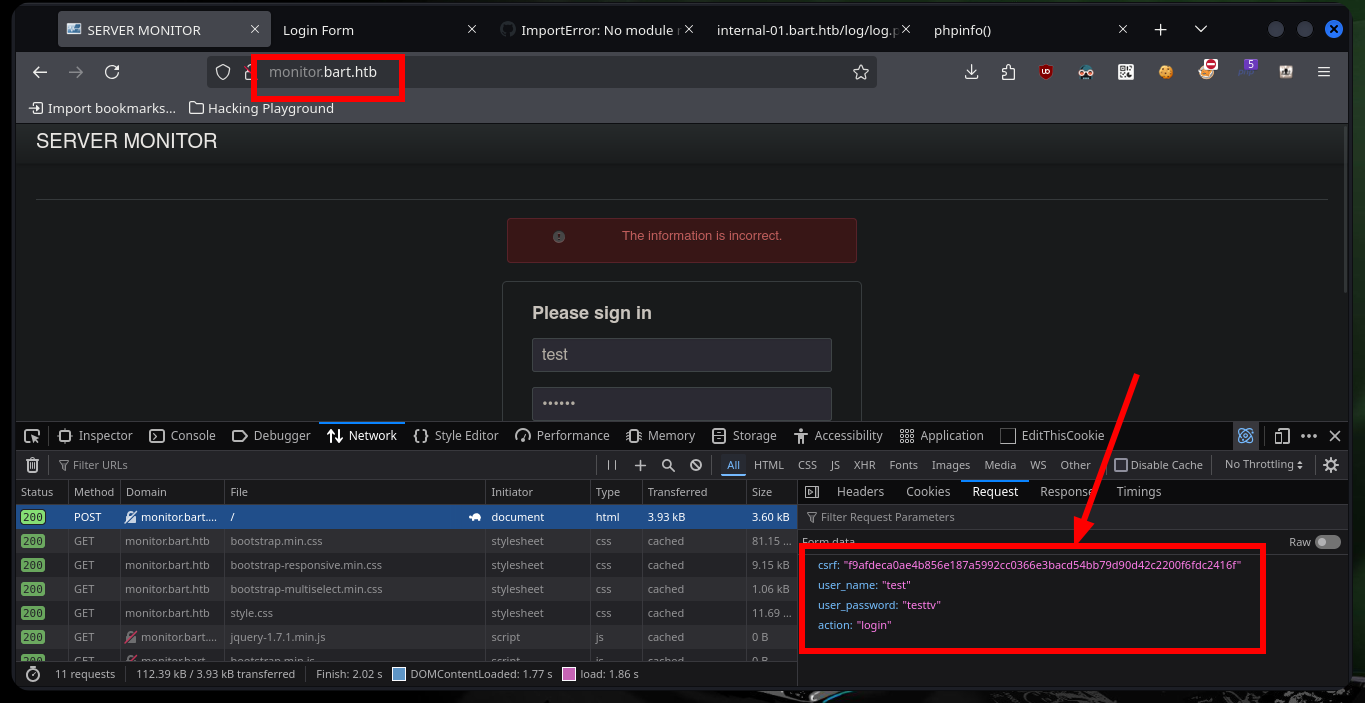 SERVER MONITOR
Login Form
ImportError: No module
internal-01.bart.htb/log/log.p
phpinfo()
monitor.bart.htb
5
Import bookmarks...
Hacking Playground
SERVER MONITOR
The information is incorrect.
Please sign in
test
••••••
Inspector Console Debugger Network Style Editor Performance Memory Storage Accessibility Application EditThisCookie
Filter URLs
All HTML CSS JS XHR Fonts Images Media WS Other Disable Cache No Throttling
Status Method Domain File Initiator Type Transferred Size
200 POST monitor.bart.... / document html 3.93 kB 3.60 kB
200 GET monitor.bart.htb bootstrap.min.css stylesheet css cached 81.15 ...
200 GET monitor.bart.htb bootstrap-responsive.min.css stylesheet css cached 9.15 kB
200 GET monitor.bart.htb bootstrap-multiselect.min.css stylesheet css cached 1.06 kB
200 GET monitor.bart.htb style.css stylesheet css cached 11.69 ...
200 GET monitor.bart.... jquery-1.7.1.min.js script js cached 0 B
200 GET monitor.bart.... bootstrap.min.js script js cached 0 B
11 requests 112.39 kB / 3.93 kB transferred Finish: 2.02 s DOMContentLoaded: 1.77 s load: 1.86 s
Headers Cookies Request Response Timings
Filter Request Parameters
Form data Raw
csrf: "f9afdeca0ae4b856e187a5992cc0366e3bacd54bb79d90d42c2200f6fdc2416f"
user_name: "test"
user_password: "testtv"
action: "login"